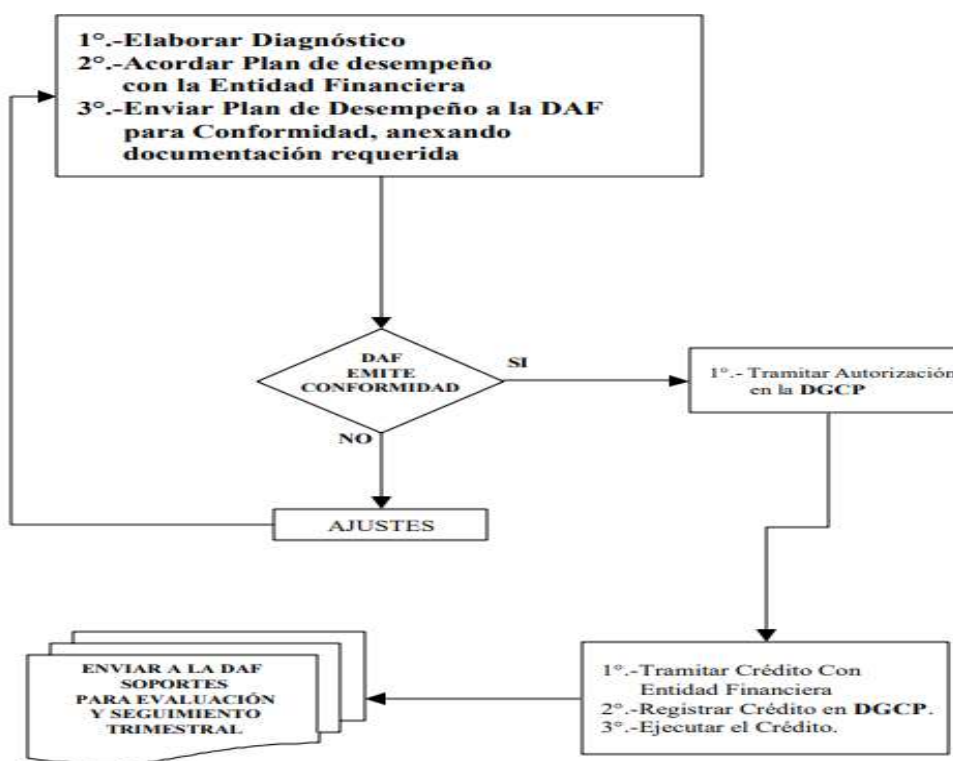 1°.-Elaborar Diagnóstico
2°.-Acordar Plan de desempeño
con la Entidad Financiera
3°.-Enviar Plan de Desempeño a la DAF
para Conformidad, anexando
documentación requerida
DAF
EMITE
CONFORMIDAD
SI
1°.- Tramitar Autorización
en la DGCP
NO
AJUSTES
1°.-Tramitar Crédito Con
Entidad Financiera
2°.-Registrar Crédito en DGCP.
3°.-Ejecutar el Crédito.
ENVIAR A LA DAF
SOPORTES
PARA EVALUACIÓN
Y SEGUIMIENTO
TRIMESTRAL